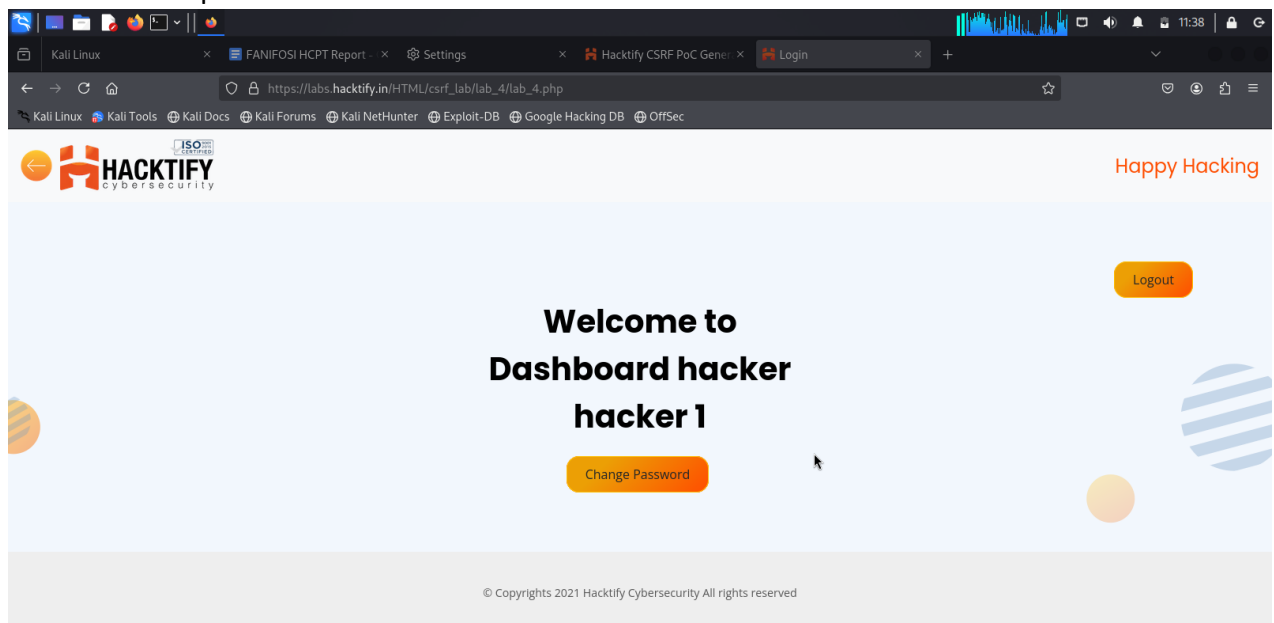 11:38
Kali Linux
FANIFOSI HCPT Report -
Settings
Hacktify CSRF PoC Gener
Login
https://labs.hacktify.in/HTML/csrf_lab/lab_4/lab_4.php
Kali Linux Kali Tools Kali Docs Kali Forums Kali NetHunter Exploit-DB Google Hacking DB OffSec
ISO
CERTIFIED
HACKTIFY
cybersecurity
Happy Hacking
Logout
Welcome to
Dashboard hacker
hacker 1
Change Password
© Copyrights 2021 Hacktify Cybersecurity All rights reserved